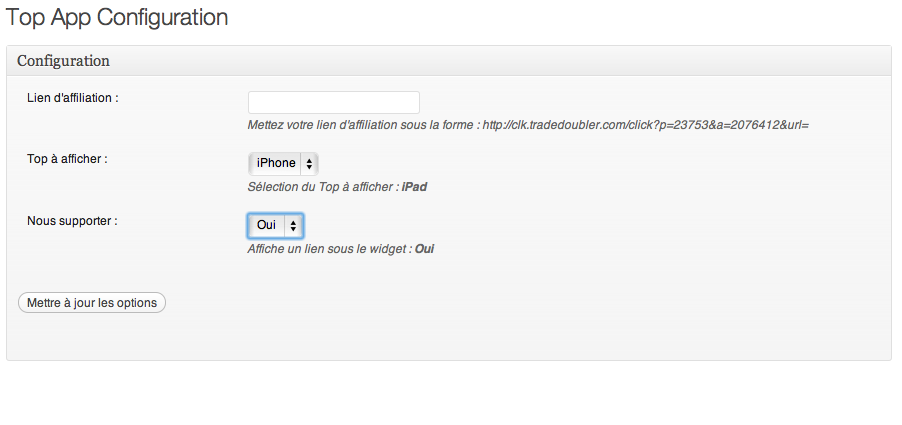 Top App Configuration
Configuration
Lien d'affiliation :
Mettez votre lien d'affiliation sous la forme : http://clk.tradedoubler.com/click?p=23753&a=2076412&url=
Top à afficher :
iPhone
Sélection du Top à afficher : iPad
Nous supporter :
Oui
Affiche un lien sous le widget : Oui
Mettre à jour les options